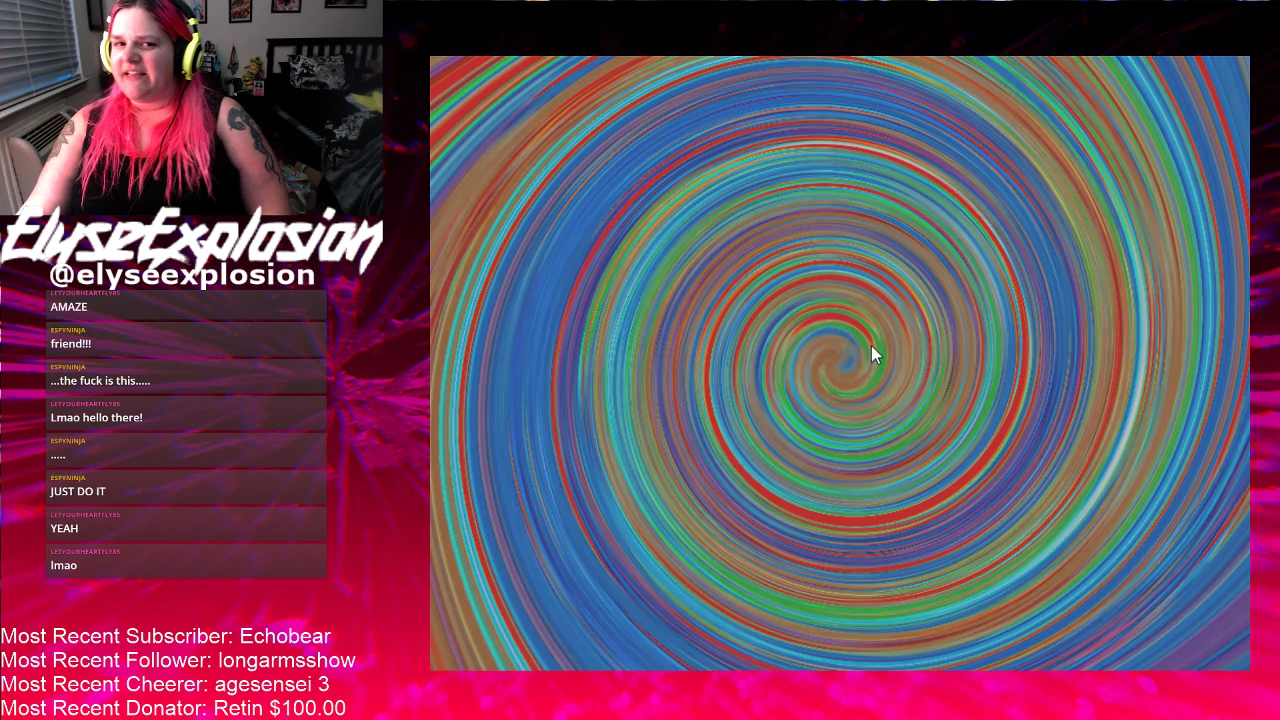 ElyseExplosion
@elyseexplosion
LETYOURHEARTFLY85
AMAZE
ESPYNINJA
friend!!!
ESPYNINJA
...the fuck is this.....
LETYOURHEARTFLY85
Lmao hello there!
ESPYNINJA
.....
ESPYNINJA
JUST DO IT
LETYOURHEARTFLY85
YEAH
LETYOURHEARTFLY85
lmao
Most Recent Subscriber: Echobear
Most Recent Follower: longarmsshow
Most Recent Cheerer: agesensei 3
Most Recent Donator: Retin $100.00